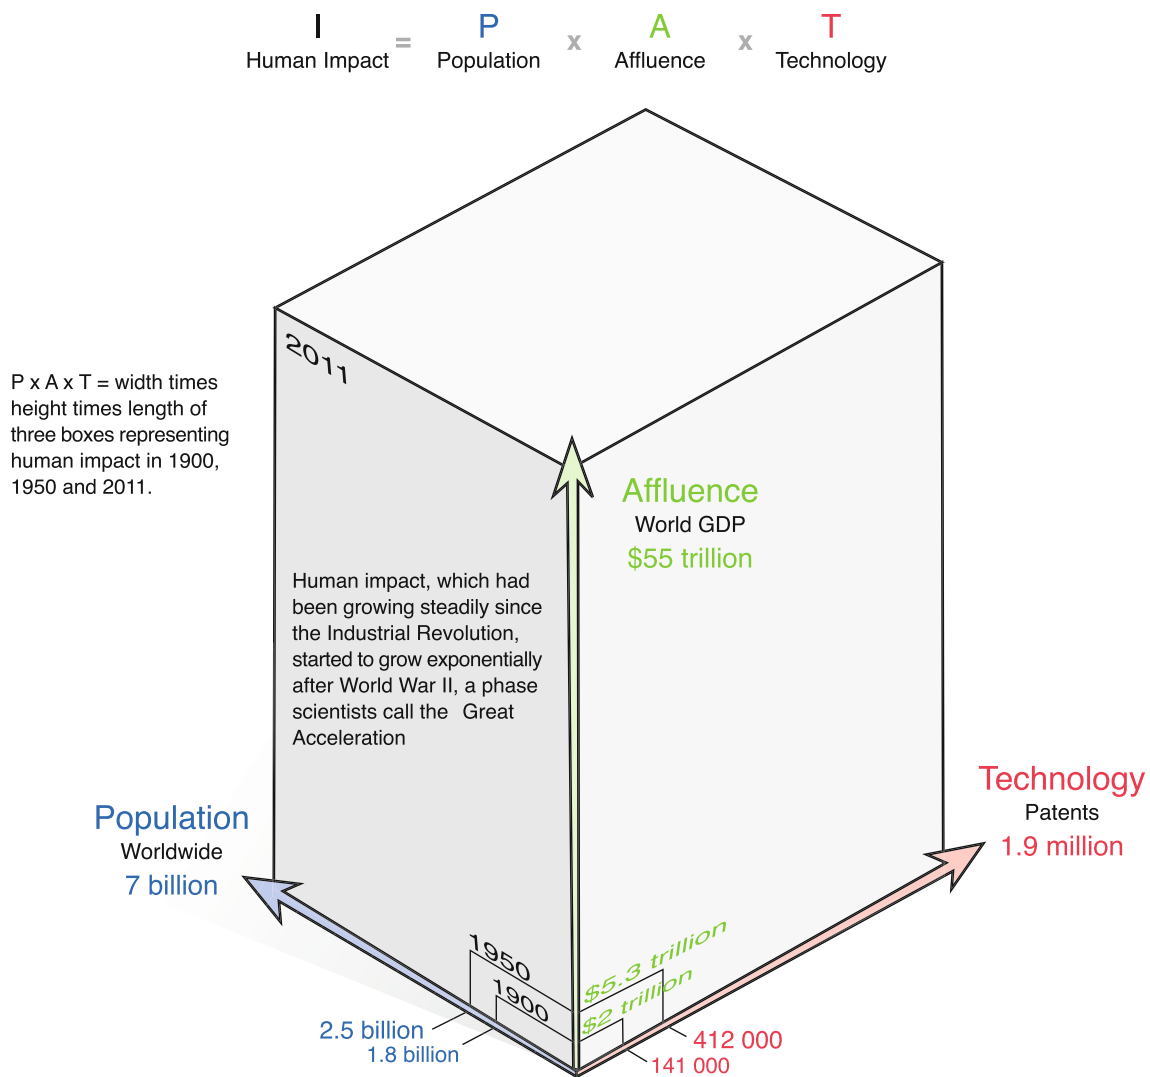 I = P x A x T
Human Impact Population Affluence Technology
2011
P x A x T = width times
height times length of
three boxes representing
human impact in 1900,
1950 and 2011.
Affluence
World GDP
$55 trillion
Human impact, which had
been growing steadily since
the Industrial Revolution,
started to grow exponentially
after World War II, a phase
scientists call the Great
Acceleration
Technology
Patents
1.9 million
Population
Worldwide
7 billion
1950
$5.3 trillion
1900
$2 trillion
2.5 billion
1.8 billion
412 000
141 000